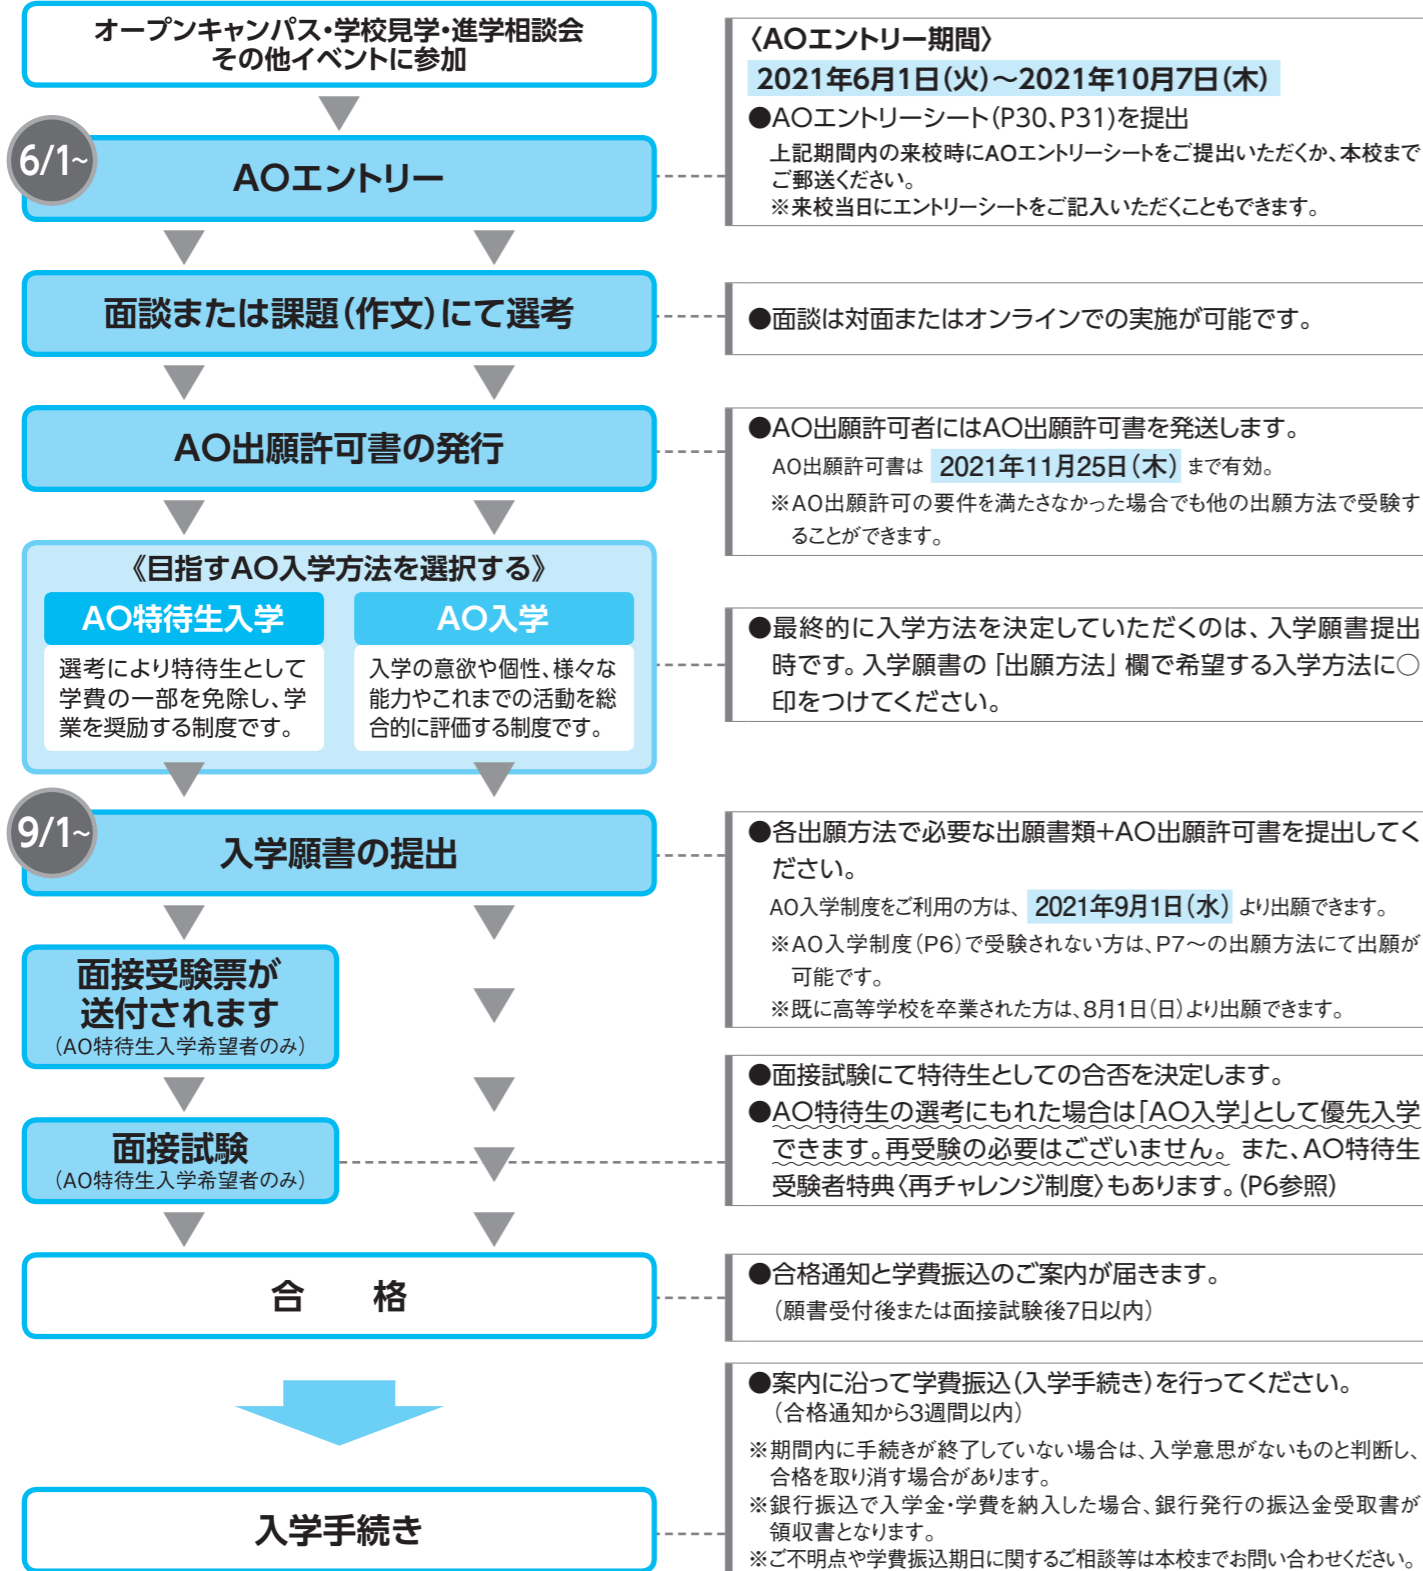 オープンキャンパス・学校見学・進学相談会
その他イベントに参加
6/1~
AOエントリー
〈AOエントリー期間〉
2021年6月1日(火)～2021年10月7日(木)
●AOエントリーシート(P30、P31)を提出
上記期間内の来校時にAOエントリーシートをご提出いただくか、本校まで
ご郵送ください。
※来校当日にエントリーシートをご記入いただくこともできます。
面談または課題(作文)にて選考
●面談は対面またはオンラインでの実施が可能です。
AO出願許可書の発行
●AO出願許可者にはAO出願許可書を発送します。
AO出願許可書は 2021年11月25日(木) まで有効。
※AO出願許可の要件を満たさなかった場合でも他の出願方法で受験す
ることができます。
《目指すAO入学方法を選択する》
AO特待生入学
選考により特待生として
学費の一部を免除し、学
業を奨励する制度です。
AO入学
入学の意欲や個性、様々な
能力やこれまでの活動を総
合的に評価する制度です。
●最終的に入学方法を決定していただくのは、入学願書提出
時です。入学願書の「出願方法」欄で希望する入学方法に○
印をつけてください。
9/1~
入学願書の提出
●各出願方法で必要な出願書類+AO出願許可書を提出してく
ださい。
AO入学制度をご利用の方は、 2021年9月1日(水) より出願できます。
※AO入学制度(P6)で受験されない方は、P7～の出願方法にて出願が
可能です。
※既に高等学校を卒業された方は、8月1日(日)より出願できます。
面接受験票が
送付されます
(AO特待生入学希望者のみ)
面接試験
(AO特待生入学希望者のみ)
●面接試験にて特待生としての合否を決定します。
●AO特待生の選考にもれた場合は「AO入学」として優先入学
できます。再受験の必要はございません。また、AO特待生
受験者特典〈再チャレンジ制度〉もあります。(P6参照)
合　格
●合格通知と学費振込のご案内が届きます。
(願書受付後または面接試験後7日以内)
入学手続き
●案内に沿って学費振込(入学手続き)を行ってください。
(合格通知から3週間以内)
※期間内に手続きが終了していない場合は、入学意思がないものと判断し、
合格を取り消す場合があります。
※銀行振込で入学金・学費を納入した場合、銀行発行の振込金受取書が
領収書となります。
※ご不明点や学費振込期日に関するご相談等は本校までお問い合わせください。